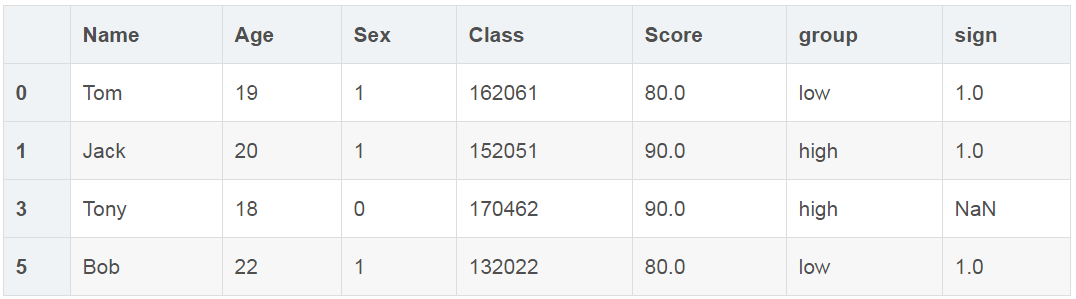 Name Age Sex Class Score group sign
0 Tom 19 1 162061 80.0 low 1.0
1 Jack 20 1 152051 90.0 high 1.0
3 Tony 18 0 170462 90.0 high NaN
5 Bob 22 1 132022 80.0 low 1.0